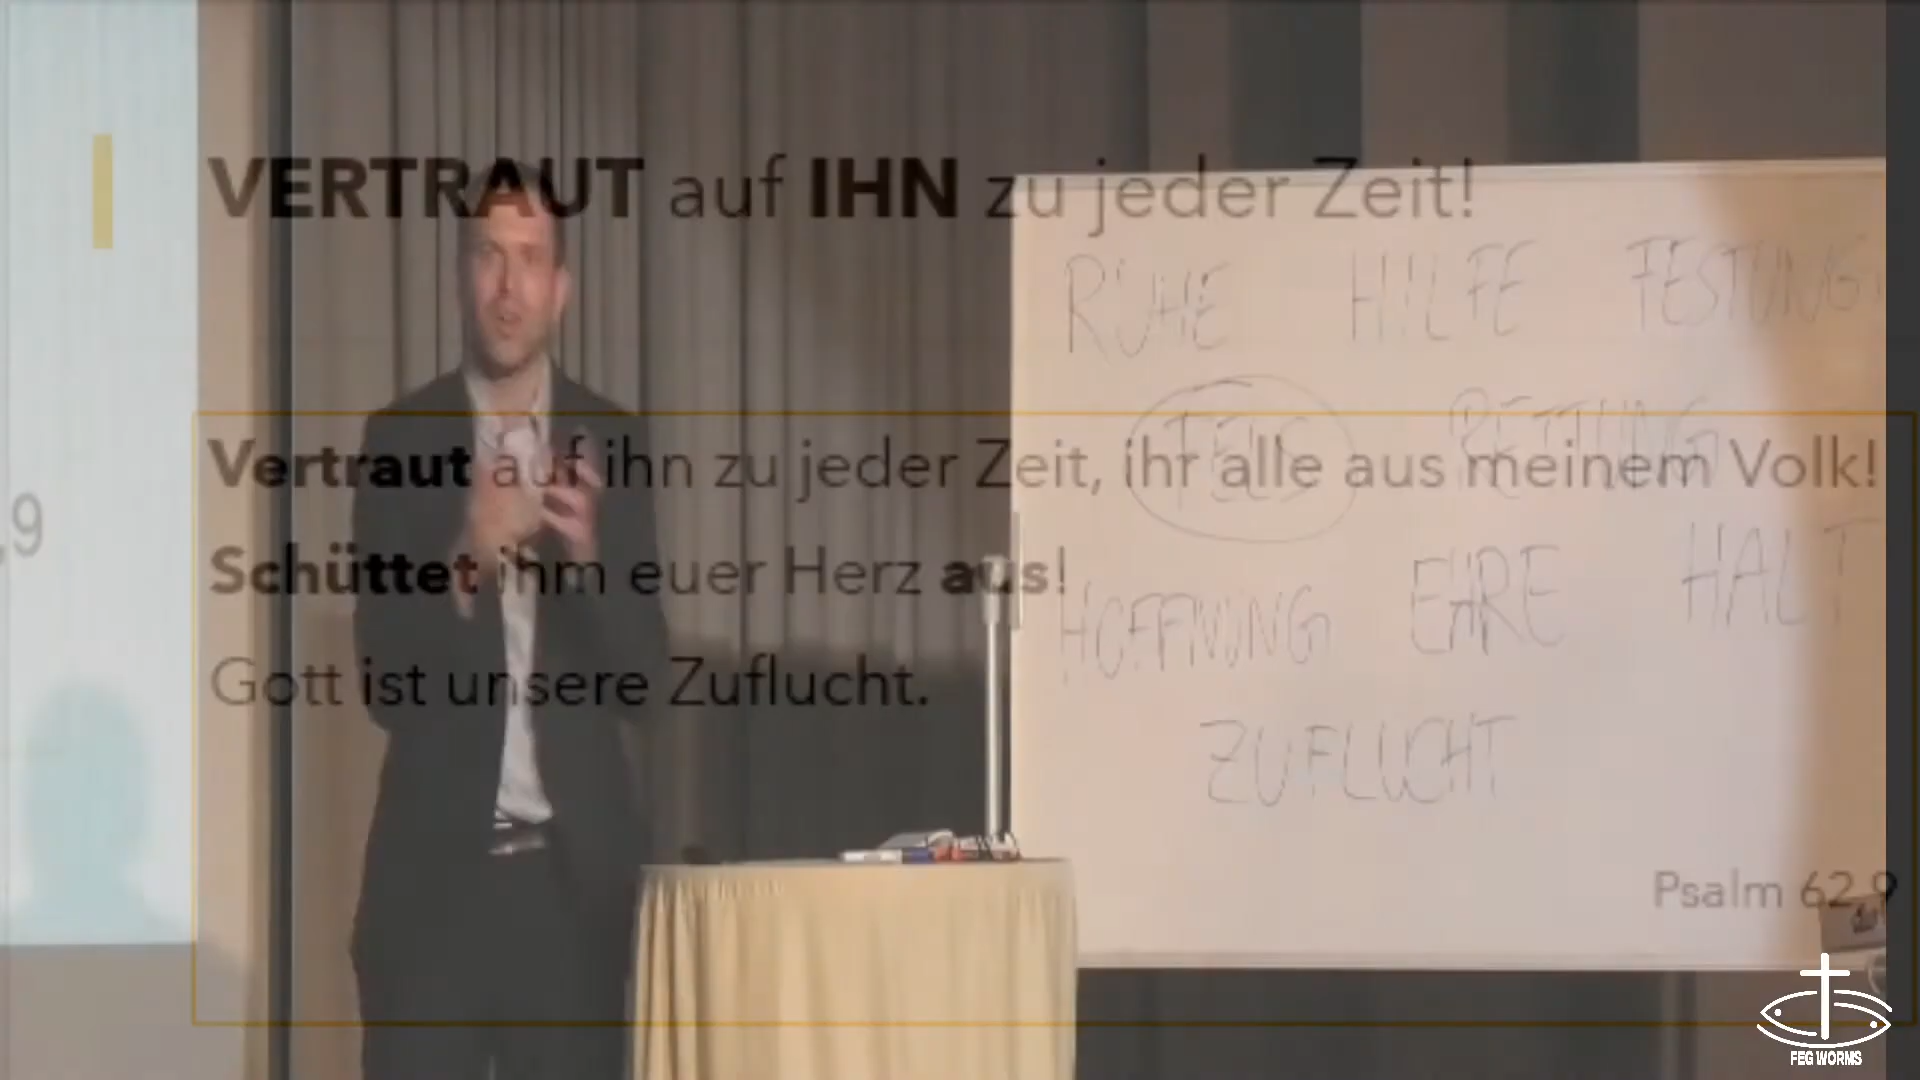 VERTRAUT auf IHN zu jeder Zeit!
RUHE HILFE FESTUNG
Vertraut auf ihn zu jeder Zeit, ihr alle aus meinem Volk!
FELS RETTUNG
Schüttet ihm euer Herz aus!
HOFFNUNG EHRE HALT
Gott ist unsere Zuflucht.
ZUFLUCHT
,9
Psalm 62,9
FEG WORMS